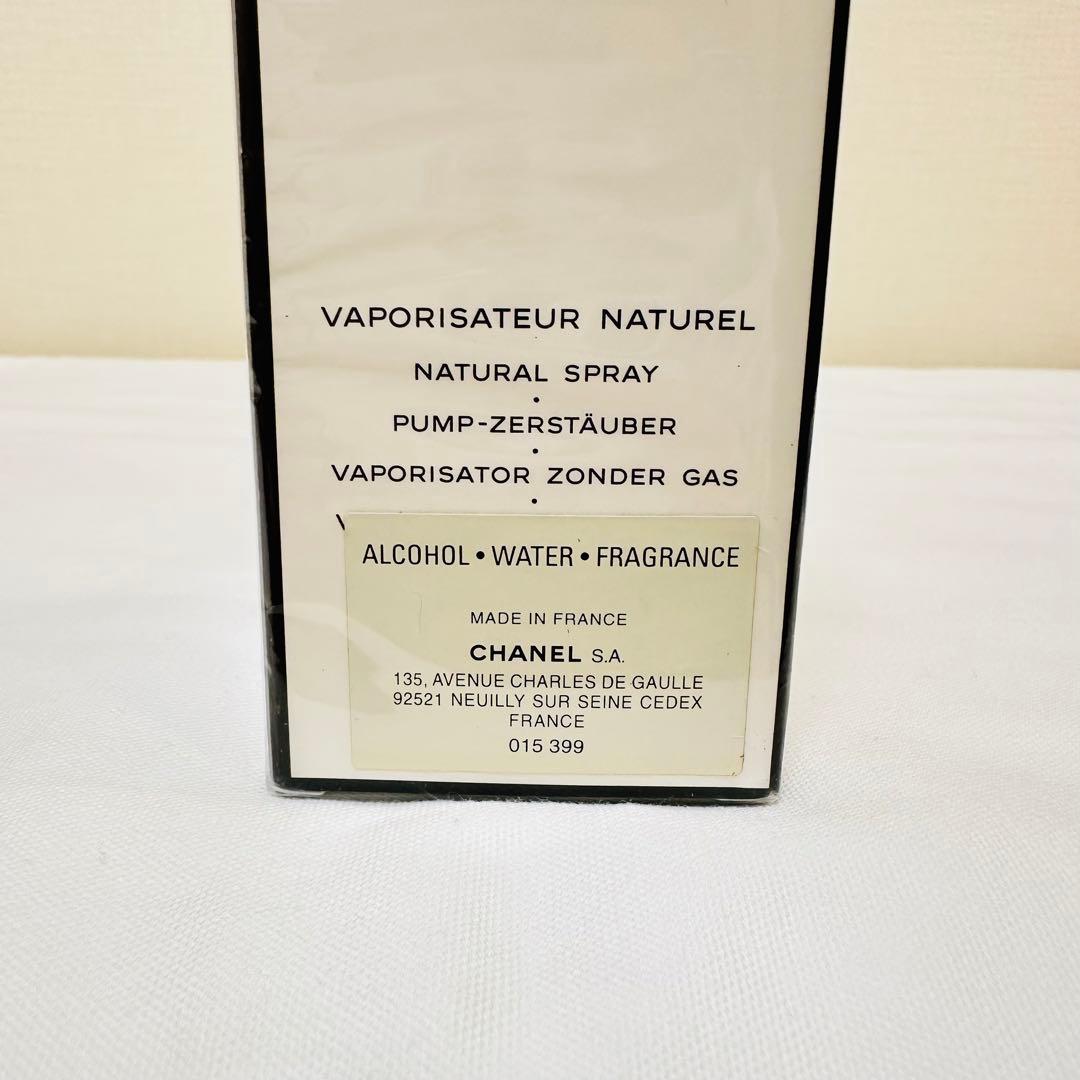 VAPORISATEUR NATUREL
NATURAL SPRAY
•
PUMP-ZERSTÄUBER
•
VAPORISATOR ZONDER GAS
•
ALCOHOL • WATER • FRAGRANCE
MADE IN FRANCE
CHANEL S.A.
135, AVENUE CHARLES DE GAULLE
92521 NEUILLY SUR SEINE CEDEX
FRANCE
015 399